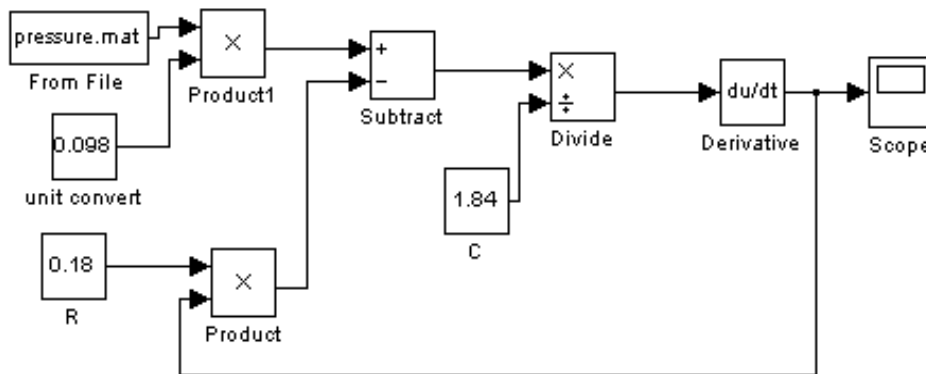 pressure.mat
From File
×
Product1
0.098
unit convert
+
−
Subtract
×
÷
Divide
du/dt
Derivative
Scope
1.84
C
0.18
R
×
Product